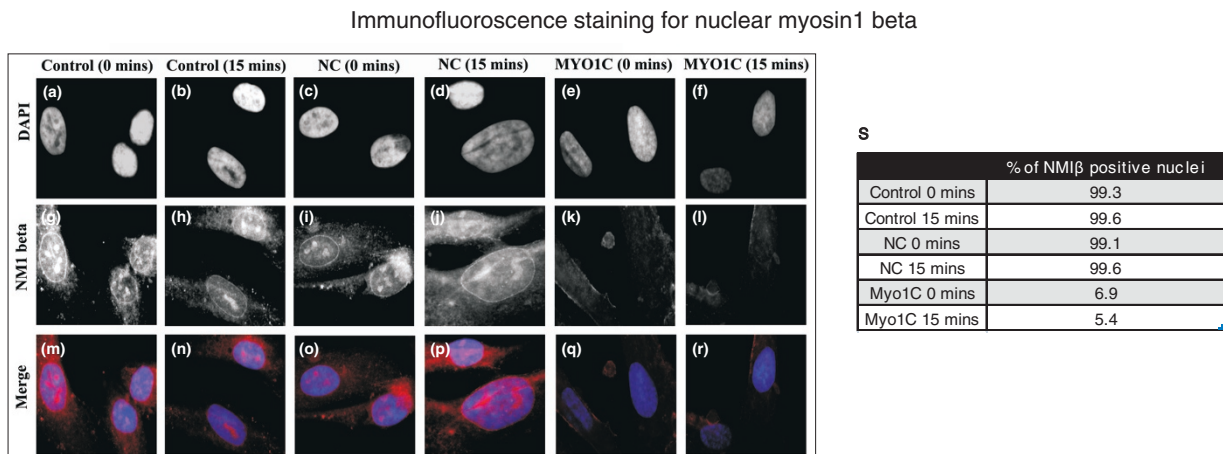 Immunofluoroscence staining for nuclear myosin1 beta
Control (0 mins) Control (15 mins) NC (0 mins) NC (15 mins) MYO1C (0 mins) MYO1C (15 mins)
DAPI
(a) (b) (c) (d) (e) (f)
NM1 beta
(g) (h) (i) (j) (k) (l)
Merge
(m) (n) (o) (p) (q) (r)
S
% of NMIβ positive nuclei
Control 0 mins 99.3
Control 15 mins 99.6
NC 0 mins 99.1
NC 15 mins 99.6
Myo1C 0 mins 6.9
Myo1C 15 mins 5.4